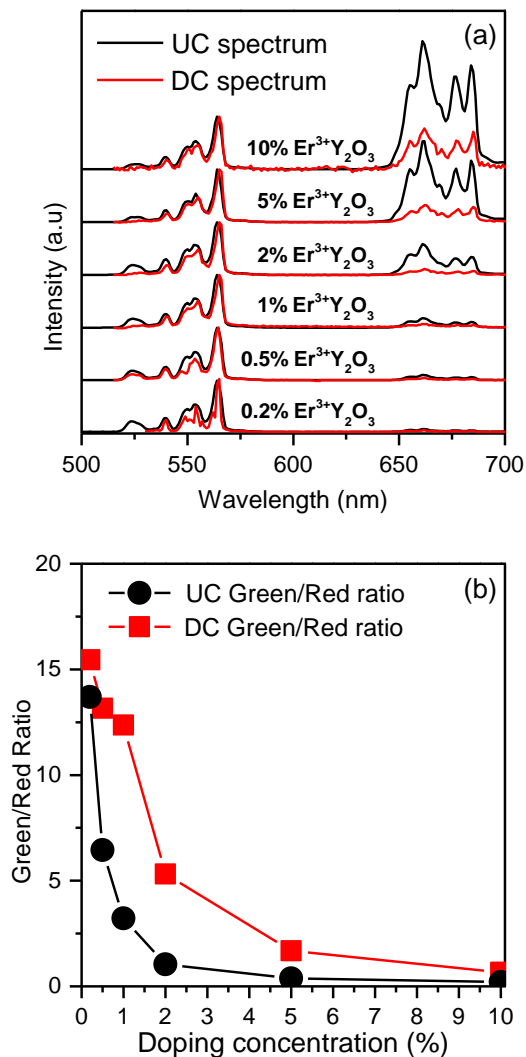 (a)
UC spectrum
DC spectrum
10% Er³⁺Y₂O₃
5% Er³⁺Y₂O₃
2% Er³⁺Y₂O₃
1% Er³⁺Y₂O₃
0.5% Er³⁺Y₂O₃
0.2% Er³⁺Y₂O₃
Intensity (a.u)
500 550 600 650 700
Wavelength (nm)
(b)
UC Green/Red ratio
DC Green/Red ratio
20
15
10
5
0
Green/Red Ratio
0 1 2 3 4 5 6 7 8 9 10
Doping concentration (%)